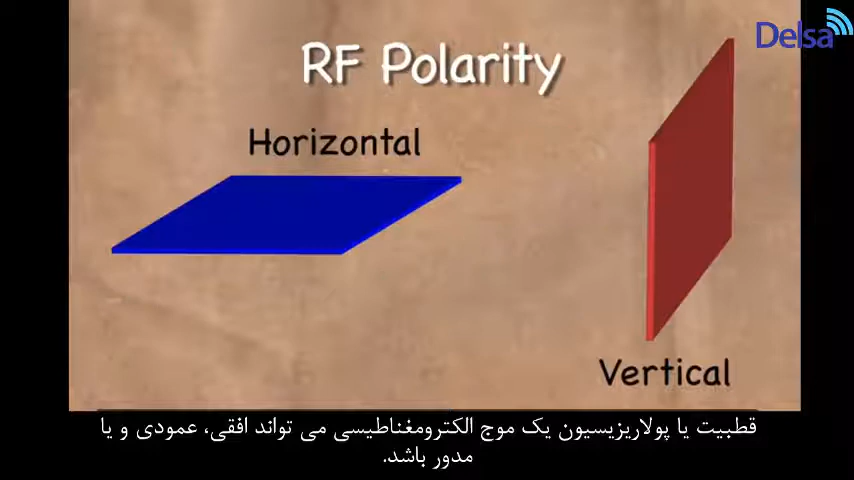 Delsa
RF Polarity
Horizontal
Vertical
قطبیت یا پولاریزیسیون یک موج الکترومغناطیسی می تواند افقی، عمودی و یا
مدور باشد.